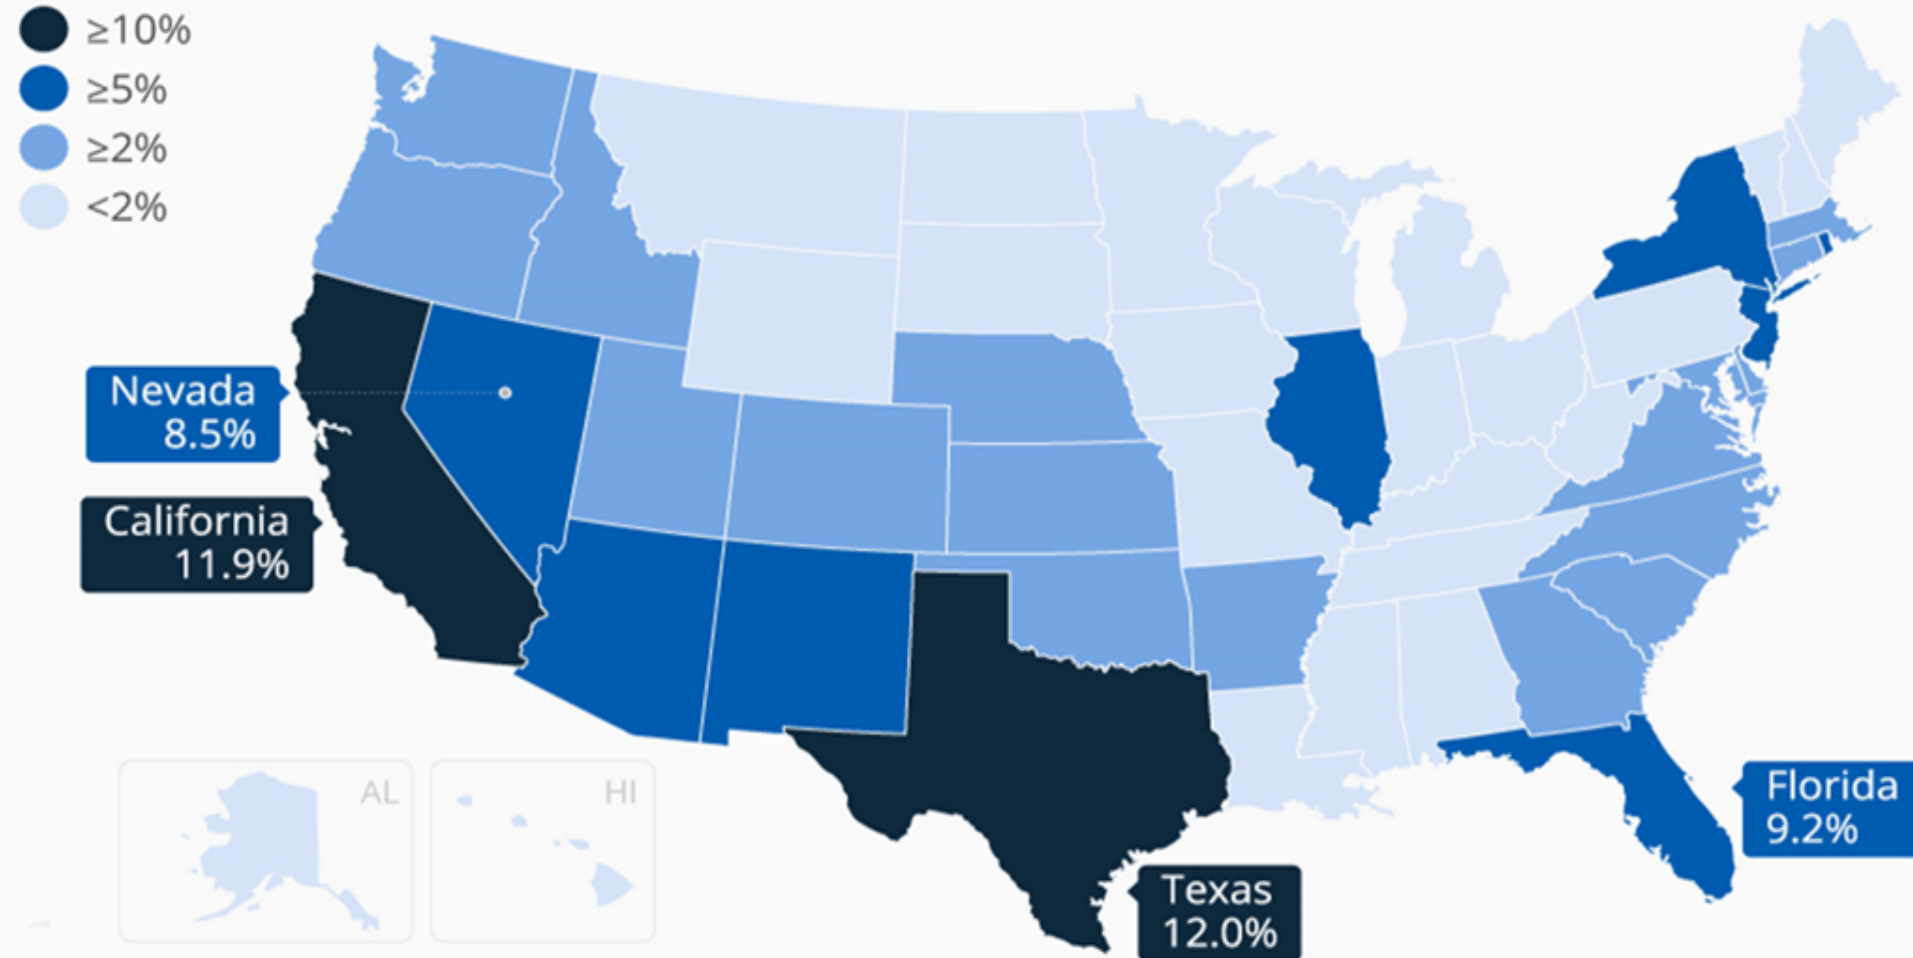 ≥10%
≥5%
≥2%
<2%
Nevada
8.5%
California
11.9%
AL
HI
Florida
9.2%
Texas
12.0%